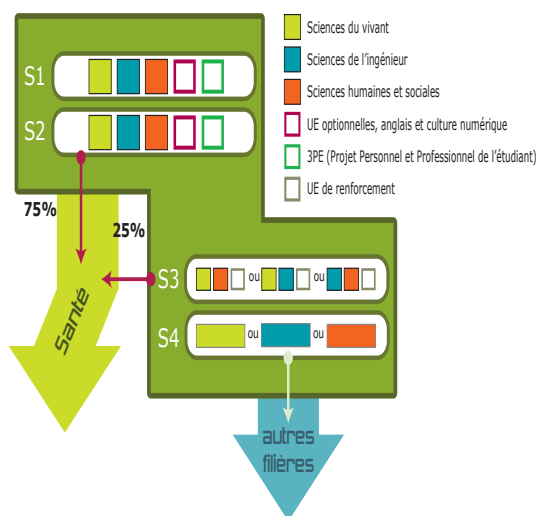 S1
S2
Sciences du vivant
Sciences de l'ingénieur
Sciences humaines et sociales
UE optionnelles, anglais et culture numérique
3PE (Projet Personnel et Professionnel de l'étudiant)
UE de renforcement
75%
25%
Santé
S3
ou
ou
S4
ou
ou
autres
filières